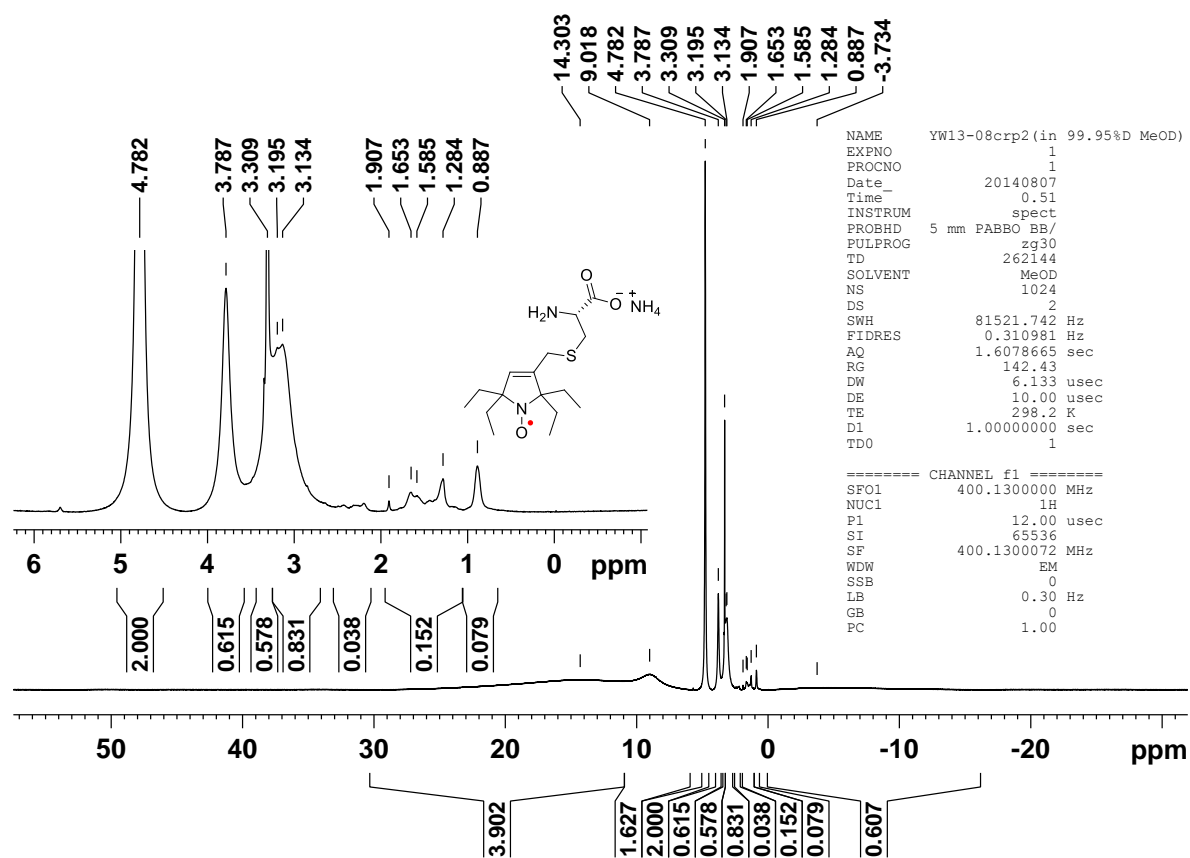 14.303
9.018
4.782
3.787
3.309
3.195
3.134
1.907
1.653
1.585
1.284
0.887
-3.734
4.782
3.787
3.309
3.195
3.134
1.907
1.653
1.585
1.284
0.887
NAME YW13-08crp2(in 99.95%D MeOD)
EXPNO 1
PROCNO 1
Date_ 20140807
Time 0.51
INSTRUM spect
PROBHD 5 mm PABBO BB/
PULPROG zg30
TD 262144
SOLVENT MeOD
NS 1024
DS 2
SWH 81521.742 Hz
FIDRES 0.310981 Hz
AQ 1.6078665 sec
RG 142.43
DW 6.133 usec
DE 10.00 usec
TE 298.2 K
D1 1.00000000 sec
TD0 1
======== CHANNEL f1 ========
SFO1 400.1300000 MHz
NUC1 1H
P1 12.00 usec
SI 65536
SF 400.1300072 MHz
WDW EM
SSB 0
LB 0.30 Hz
GB 0
PC 1.00
O
O
− +
NH4
H2N
S
N
O
6 5 4 3 2 1 0 ppm
2.000
0.615
0.578
0.831
0.038
0.152
0.079
50 40 30 20 10 0 -10 -20 ppm
3.902
1.627
2.000
0.615
0.578
0.831
0.038
0.152
0.079
0.607